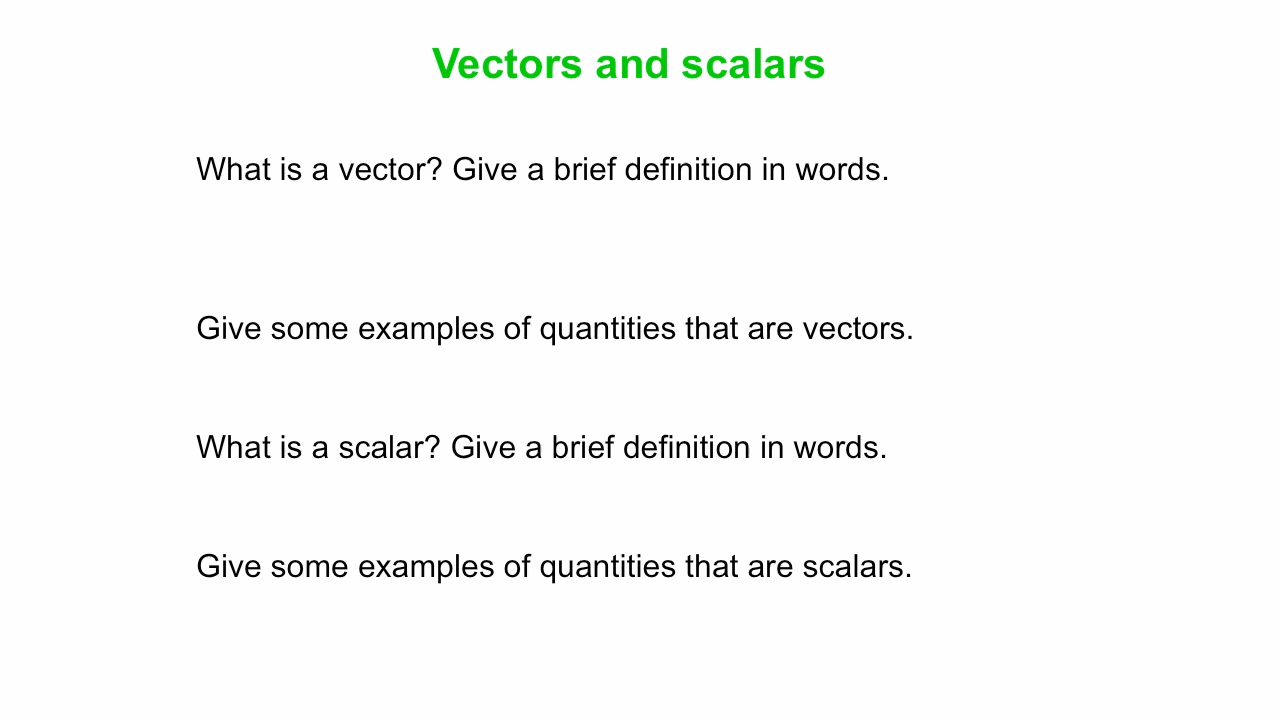 Vectors and scalars
What is a vector? Give a brief definition in words.
Give some examples of quantities that are vectors.
What is a scalar? Give a brief definition in words.
Give some examples of quantities that are scalars.